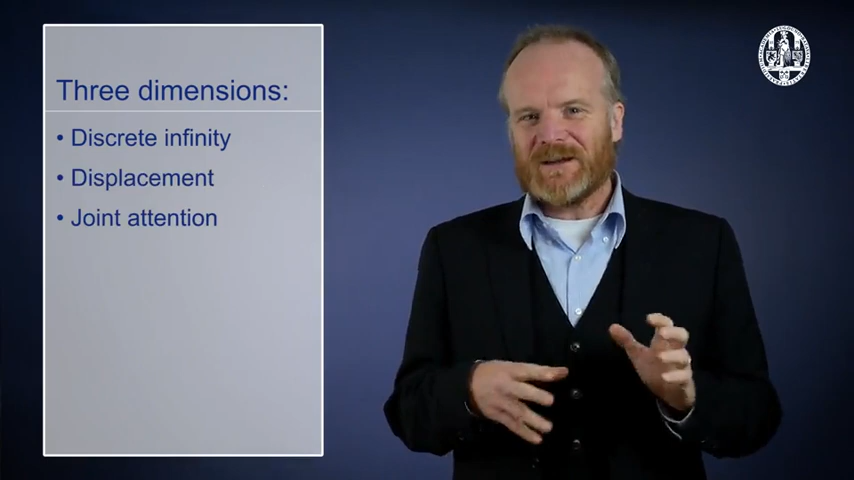 Three dimensions:
• Discrete infinity
• Displacement
• Joint attention